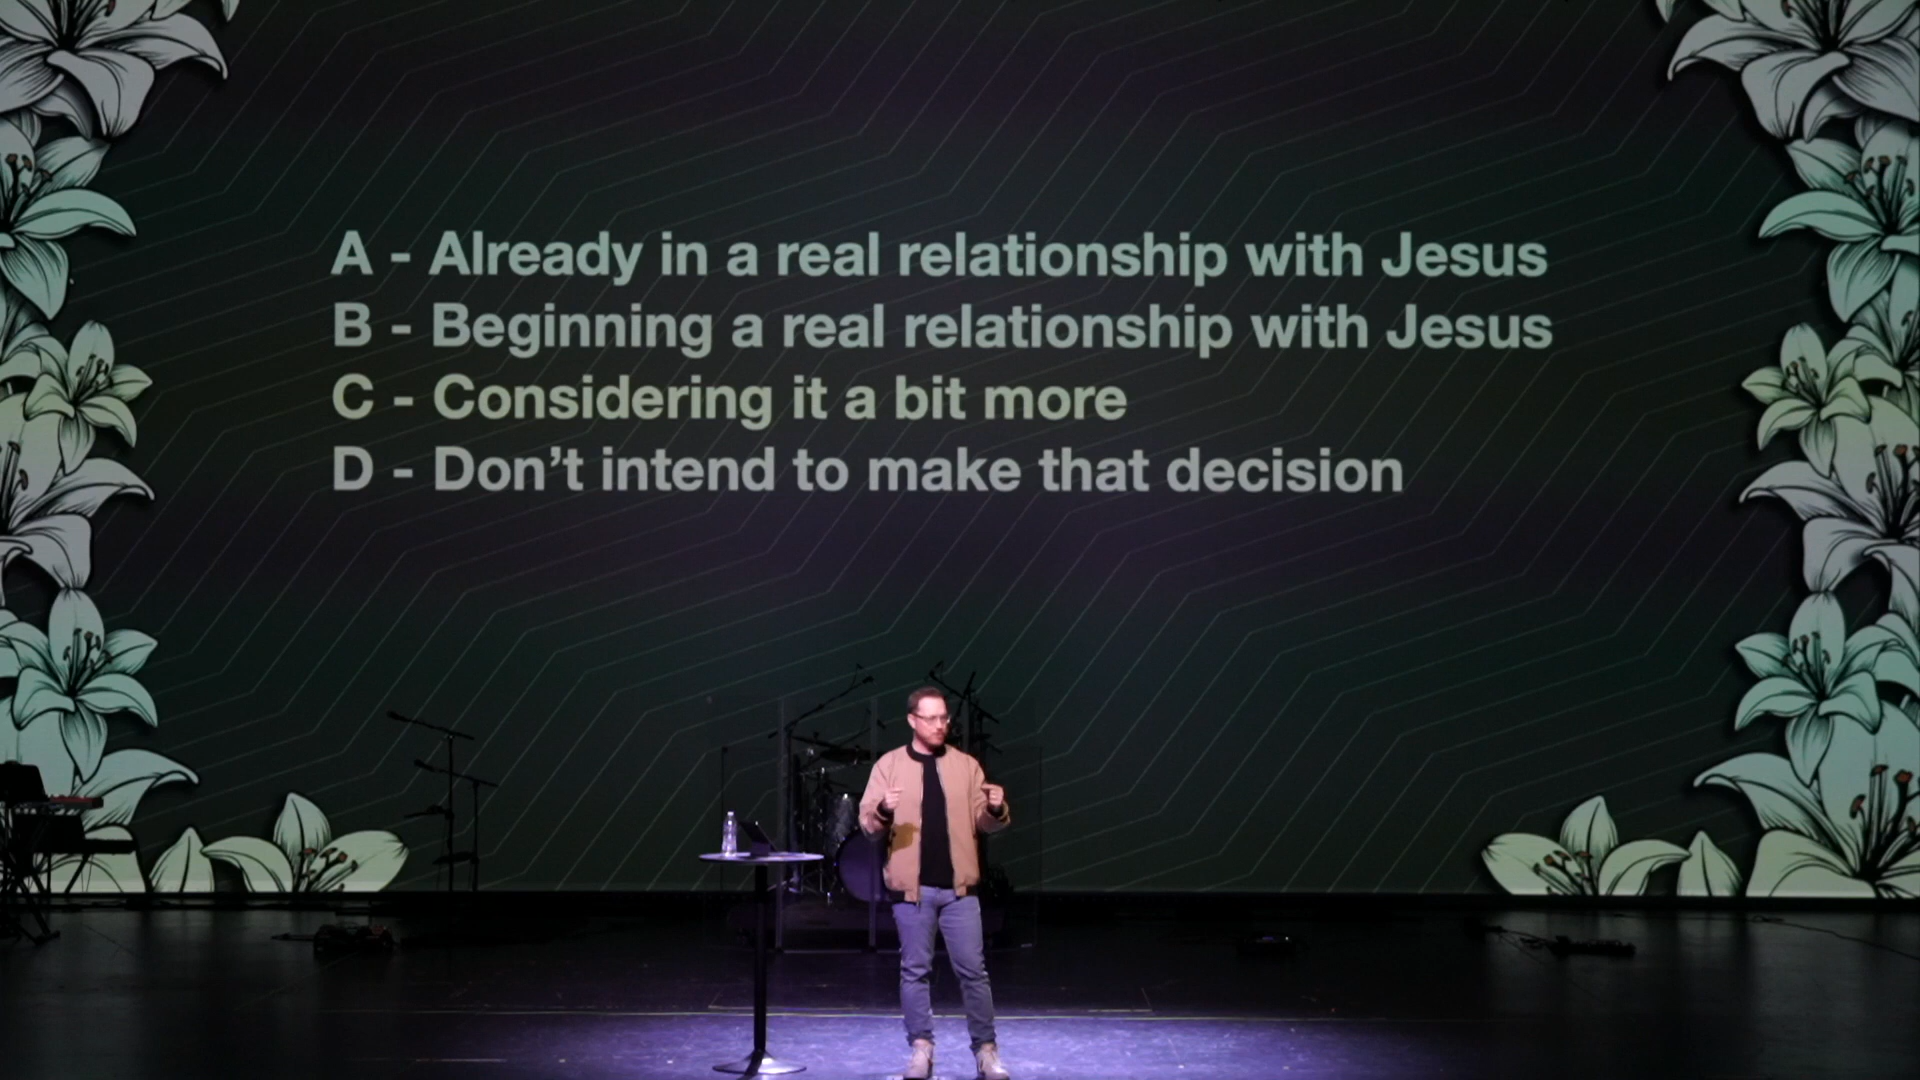 A - Already in a real relationship with Jesus
B - Beginning a real relationship with Jesus
C - Considering it a bit more
D - Don’t intend to make that decision